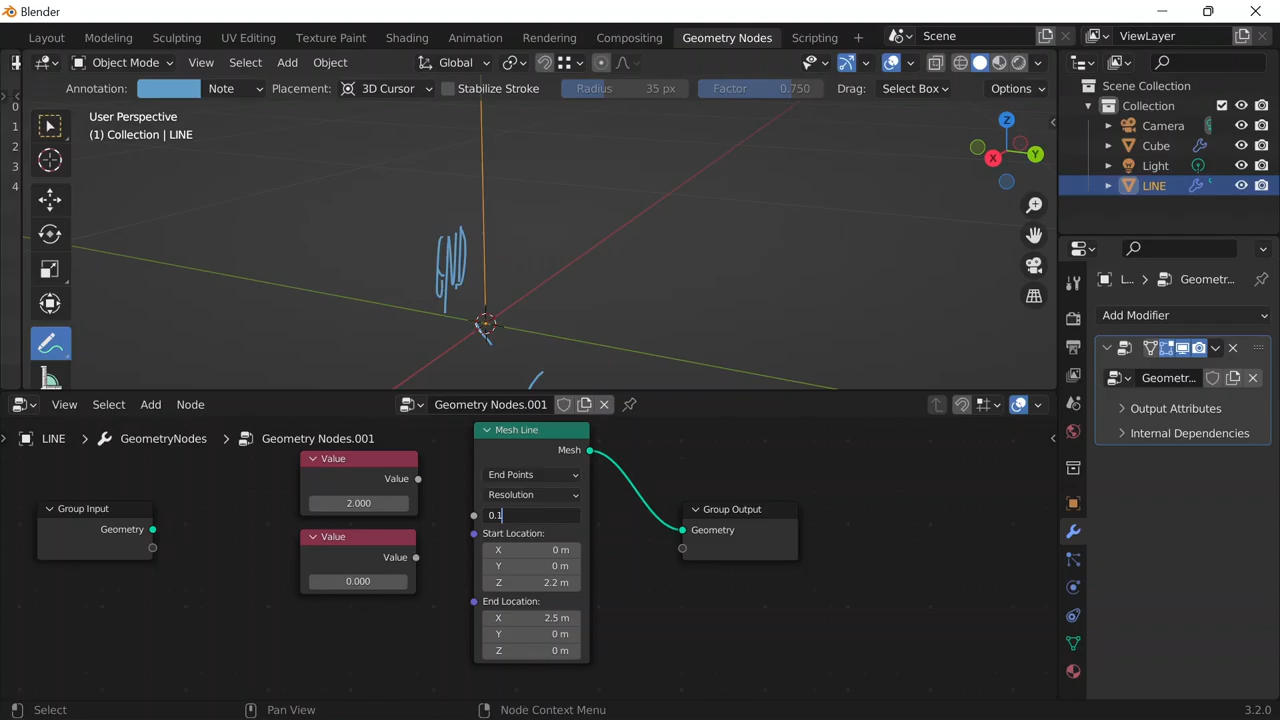 Blender
Layout Modeling Sculpting UV Editing Texture Paint Shading Animation Rendering Compositing Geometry Nodes Scripting + Scene ViewLayer
Object Mode View Select Add Object Global
Annotation: Note Placement: 3D Cursor Stabilize Stroke Radius 35 px Factor 0.750 Drag: Select Box Options
User Perspective
(1) Collection | LINE
0
1
2
3
4
Z
Y
X
END
Scene Collection
Collection
Camera
Cube
Light
LINE
L... Geometr...
Add Modifier
Geometr...
Output Attributes
Internal Dependencies
View Select Add Node Geometry Nodes.001
LINE GeometryNodes Geometry Nodes.001
Group Input
Geometry
Value
Value
2.000
Value
Value
0.000
Mesh Line
Mesh
End Points
Resolution
0.1
Start Location:
X 0 m
Y 0 m
Z 2.2 m
End Location:
X 2.5 m
Y 0 m
Z 0 m
Group Output
Geometry
Select Pan View Node Context Menu 3.2.0